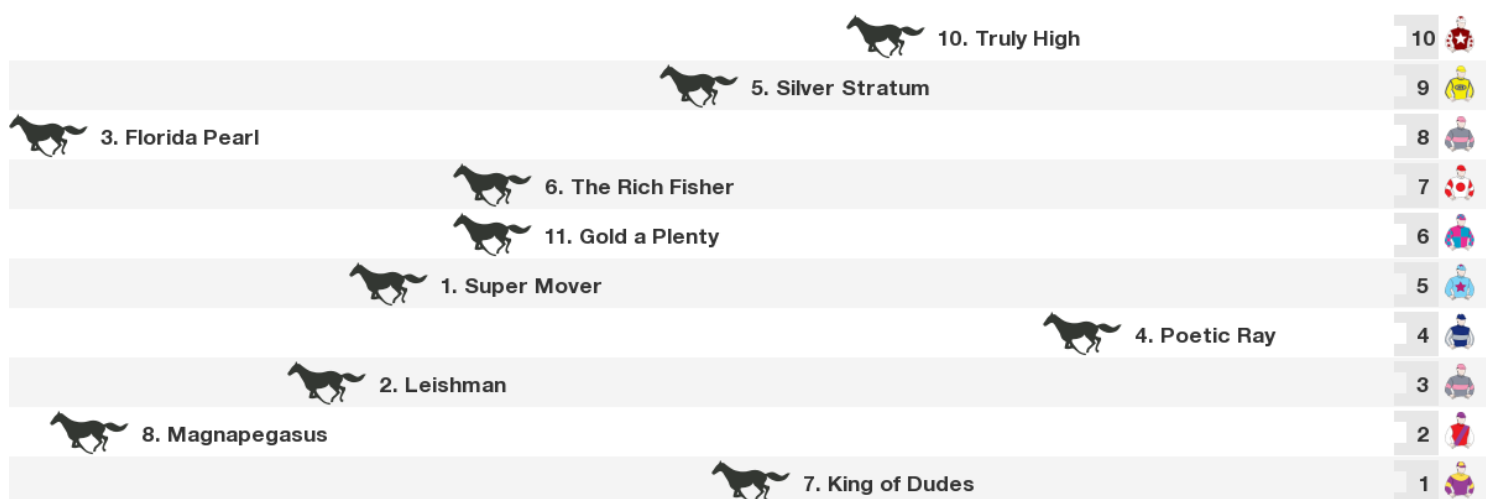 10. Truly High 10
5. Silver Stratum 9
3. Florida Pearl 8
6. The Rich Fisher 7
11. Gold a Plenty 6
1. Super Mover 5
4. Poetic Ray 4
2. Leishman 3
8. Magnapegasus 2
7. King of Dudes 1